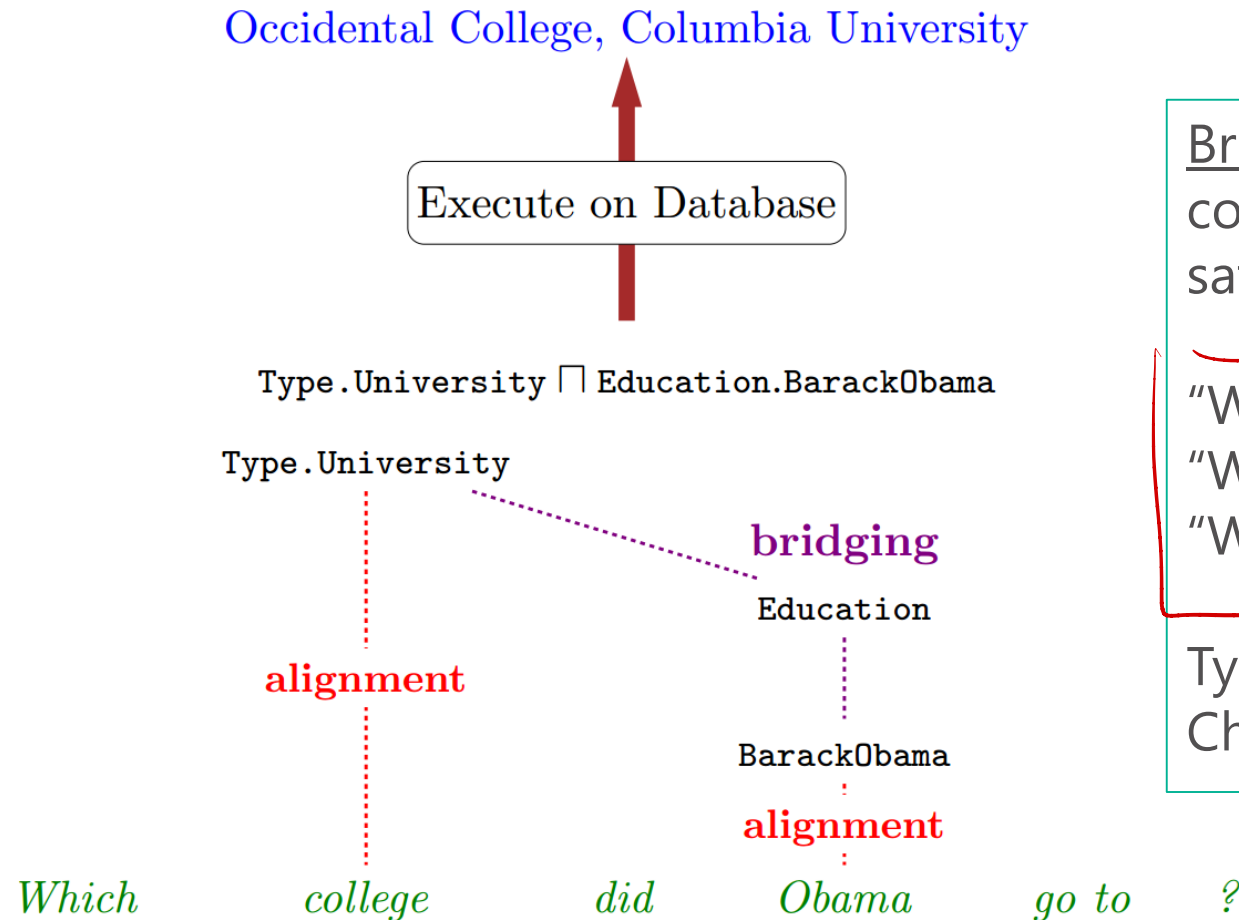 Occidental College, Columbia University
Execute on Database
Type.University ⊓ Education.BarackObama
Type.University
bridging
Education
alignment
BarackObama
alignment
Which college did Obama go to ?
Br
co
sa
“W
“W
“W
Ty
Ch